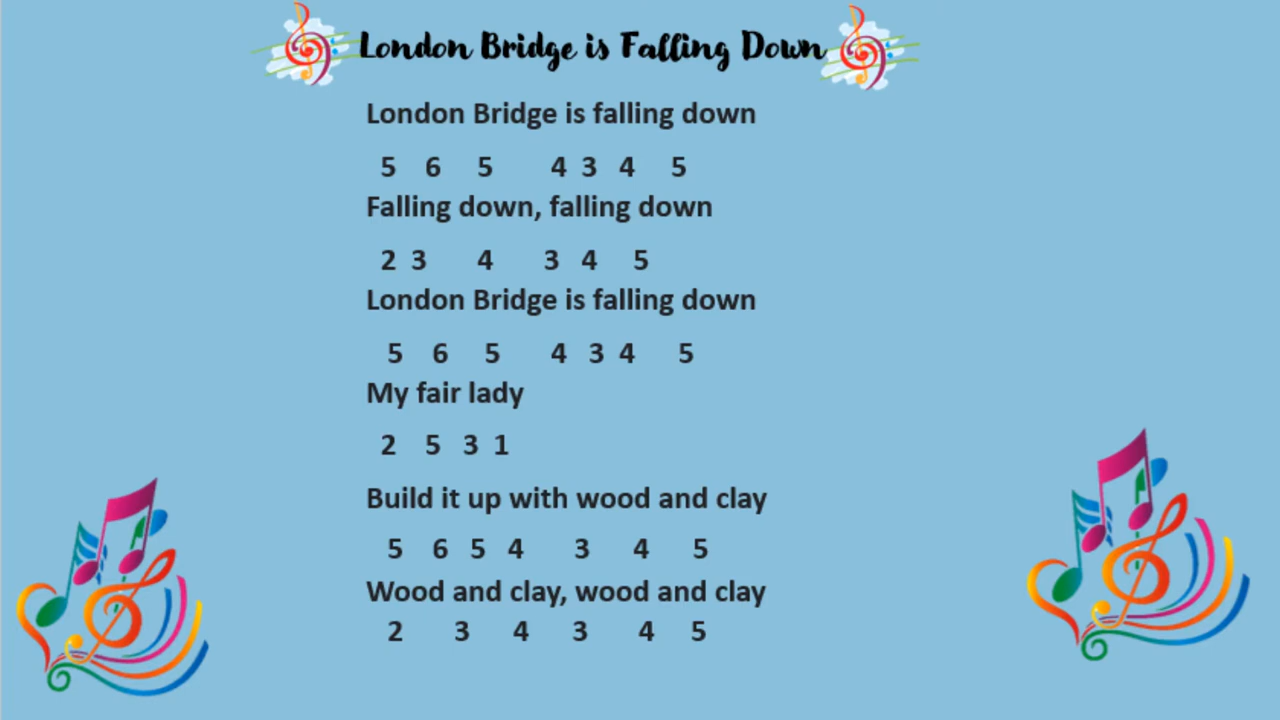 London Bridge is Falling Down
London Bridge is falling down
5 6 5 4 3 4 5
Falling down, falling down
2 3 4 3 4 5
London Bridge is falling down
5 6 5 4 3 4 5
My fair lady
2 5 3 1
Build it up with wood and clay
5 6 5 4 3 4 5
Wood and clay, wood and clay
2 3 4 3 4 5